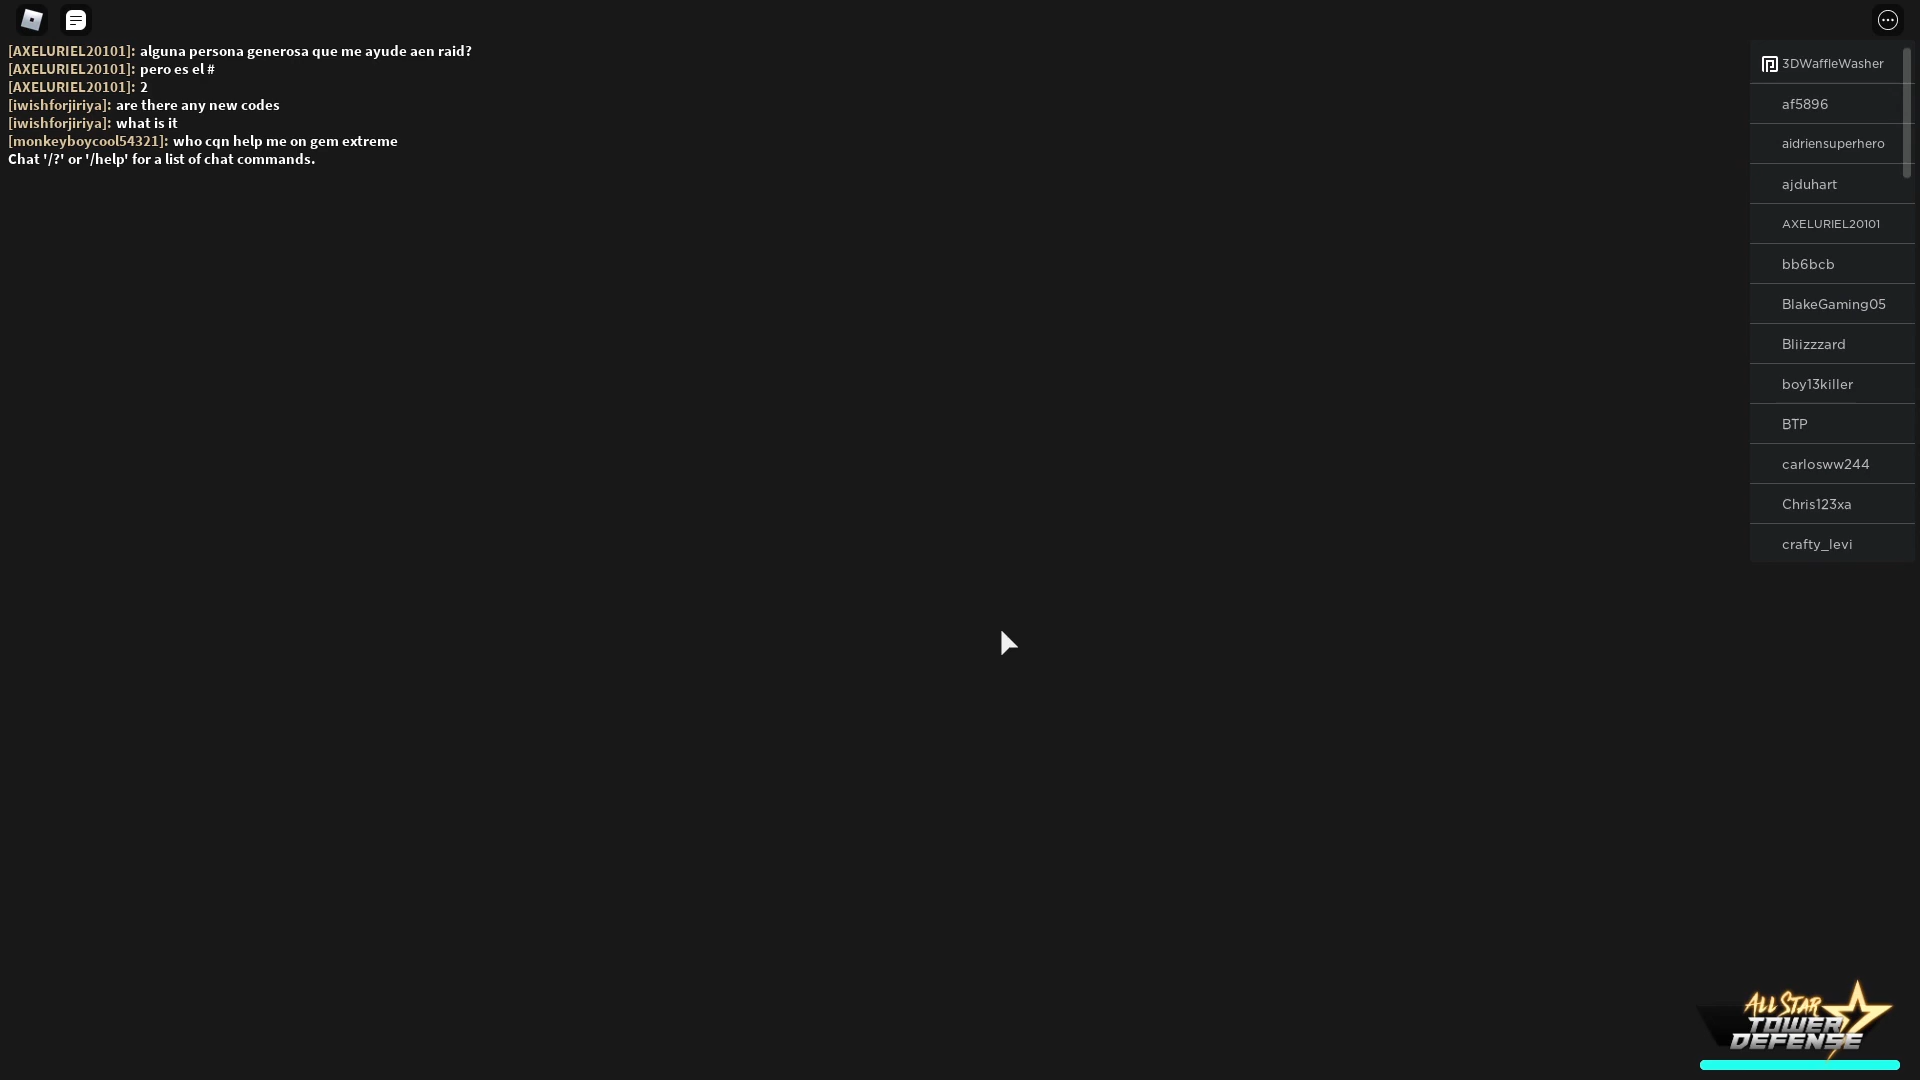 [AXELURIEL20101]: alguna persona generosa que me ayude aen raid?
[AXELURIEL20101]: pero es el #
[AXELURIEL20101]: 2
[iwishforjiriya]: are there any new codes
[iwishforjiriya]: what is it
[monkeyboycool54321]: who cqn help me on gem extreme
Chat '/?' or '/help' for a list of chat commands.
3DWaffleWasher
af5896
aidriensuperhero
ajduhart
AXELURIEL20101
bb6bcb
BlakeGaming05
Bliizzzard
boy13killer
BTP
carlosww244
Chris123xa
crafty_levi
ALL STAR
TOWER
DEFENSE